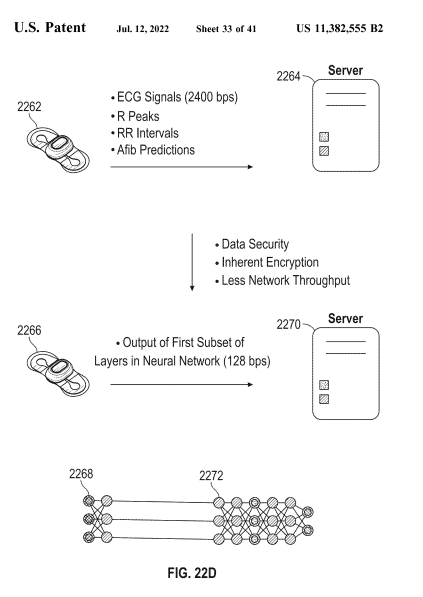 U.S. Patent Jul. 12, 2022 Sheet 33 of 41 US 11,382,555 B2
Server
2264
2262
• ECG Signals (2400 bps)
• R Peaks
• RR Intervals
• Afib Predictions
• Data Security
• Inherent Encryption
• Less Network Throughput
Server
2266
2270
• Output of First Subset of
Layers in Neural Network (128 bps)
2268
2272
FIG. 22D